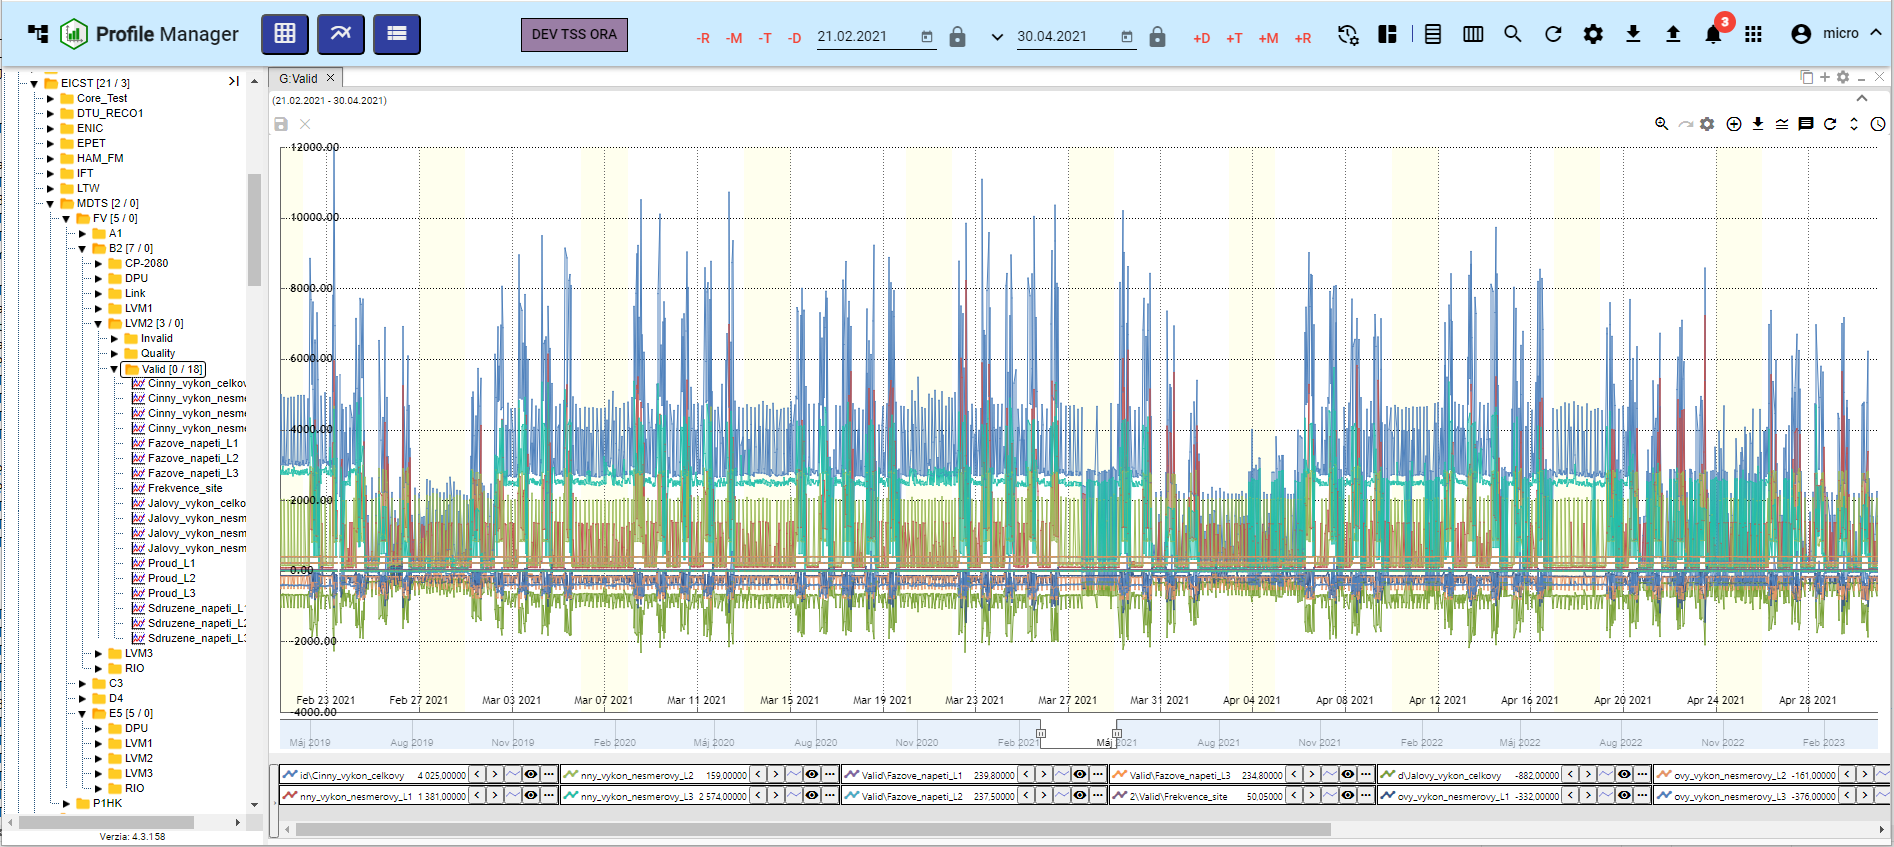 Profile Manager
DEV TSS ORA
-R -M -T -D 21.02.2021 30.04.2021 +D +T +M +R
3
micro
EICST [21 / 3]
Core_Test
DTU_RECO1
ENIC
EPET
HAM_FM
IFT
LTW
MDTS [2 / 0]
FV [5 / 0]
A1
B2 [7 / 0]
CP-2080
DPU
Link
LVM1
LVM2 [3 / 0]
Invalid
Quality
Valid [0 / 18]
Cinny_vykon_celkov
Cinny_vykon_nesme
Cinny_vykon_nesme
Cinny_vykon_nesme
Fazove_napeti_L1
Fazove_napeti_L2
Fazove_napeti_L3
Frekvence_site
Jalovy_vykon_celko
Jalovy_vykon_nesm
Jalovy_vykon_nesm
Jalovy_vykon_nesm
Proud_L1
Proud_L2
Proud_L3
Sdruzene_napeti_L1
Sdruzene_napeti_L2
Sdruzene_napeti_L3
LVM3
RIO
C3
D4
E5 [5 / 0]
DPU
LVM1
LVM2
LVM3
RIO
P1HK
Verzia: 4.3.158
G:Valid
(21.02.2021 - 30.04.2021)
12000.00
10000.00
8000.00
6000.00
4000.00
2000.00
0.00
-2000.00
-4000.00
Feb 23 2021 Feb 27 2021 Mar 03 2021 Mar 07 2021 Mar 11 2021 Mar 15 2021 Mar 19 2021 Mar 23 2021 Mar 27 2021 Mar 31 2021 Apr 04 2021 Apr 08 2021 Apr 12 2021 Apr 16 2021 Apr 20 2021 Apr 24 2021 Apr 28 2021
Máj 2019 Aug 2019 Nov 2019 Feb 2020 Máj 2020 Aug 2020 Nov 2020 Feb 2021 Máj 2021 Aug 2021 Nov 2021 Feb 2022 Máj 2022 Aug 2022 Nov 2022 Feb 2023
id\Cinny_vykon_celkovy 4 025,00000 nny_vykon_nesmerovy_L2 159,00000 Valid\Fazove_napeti_L1 239,80000 Valid\Fazove_napeti_L3 234,80000 d\Jalovy_vykon_celkovy -882,00000 ovy_vykon_nesmerovy_L2 -161,00000
nny_vykon_nesmerovy_L1 1 381,00000 nny_vykon_nesmerovy_L3 2 574,00000 Valid\Fazove_napeti_L2 237,50000 2\Valid\Frekvence_site 50,05000 ovy_vykon_nesmerovy_L1 -332,00000 ovy_vykon_nesmerovy_L3 -376,00000